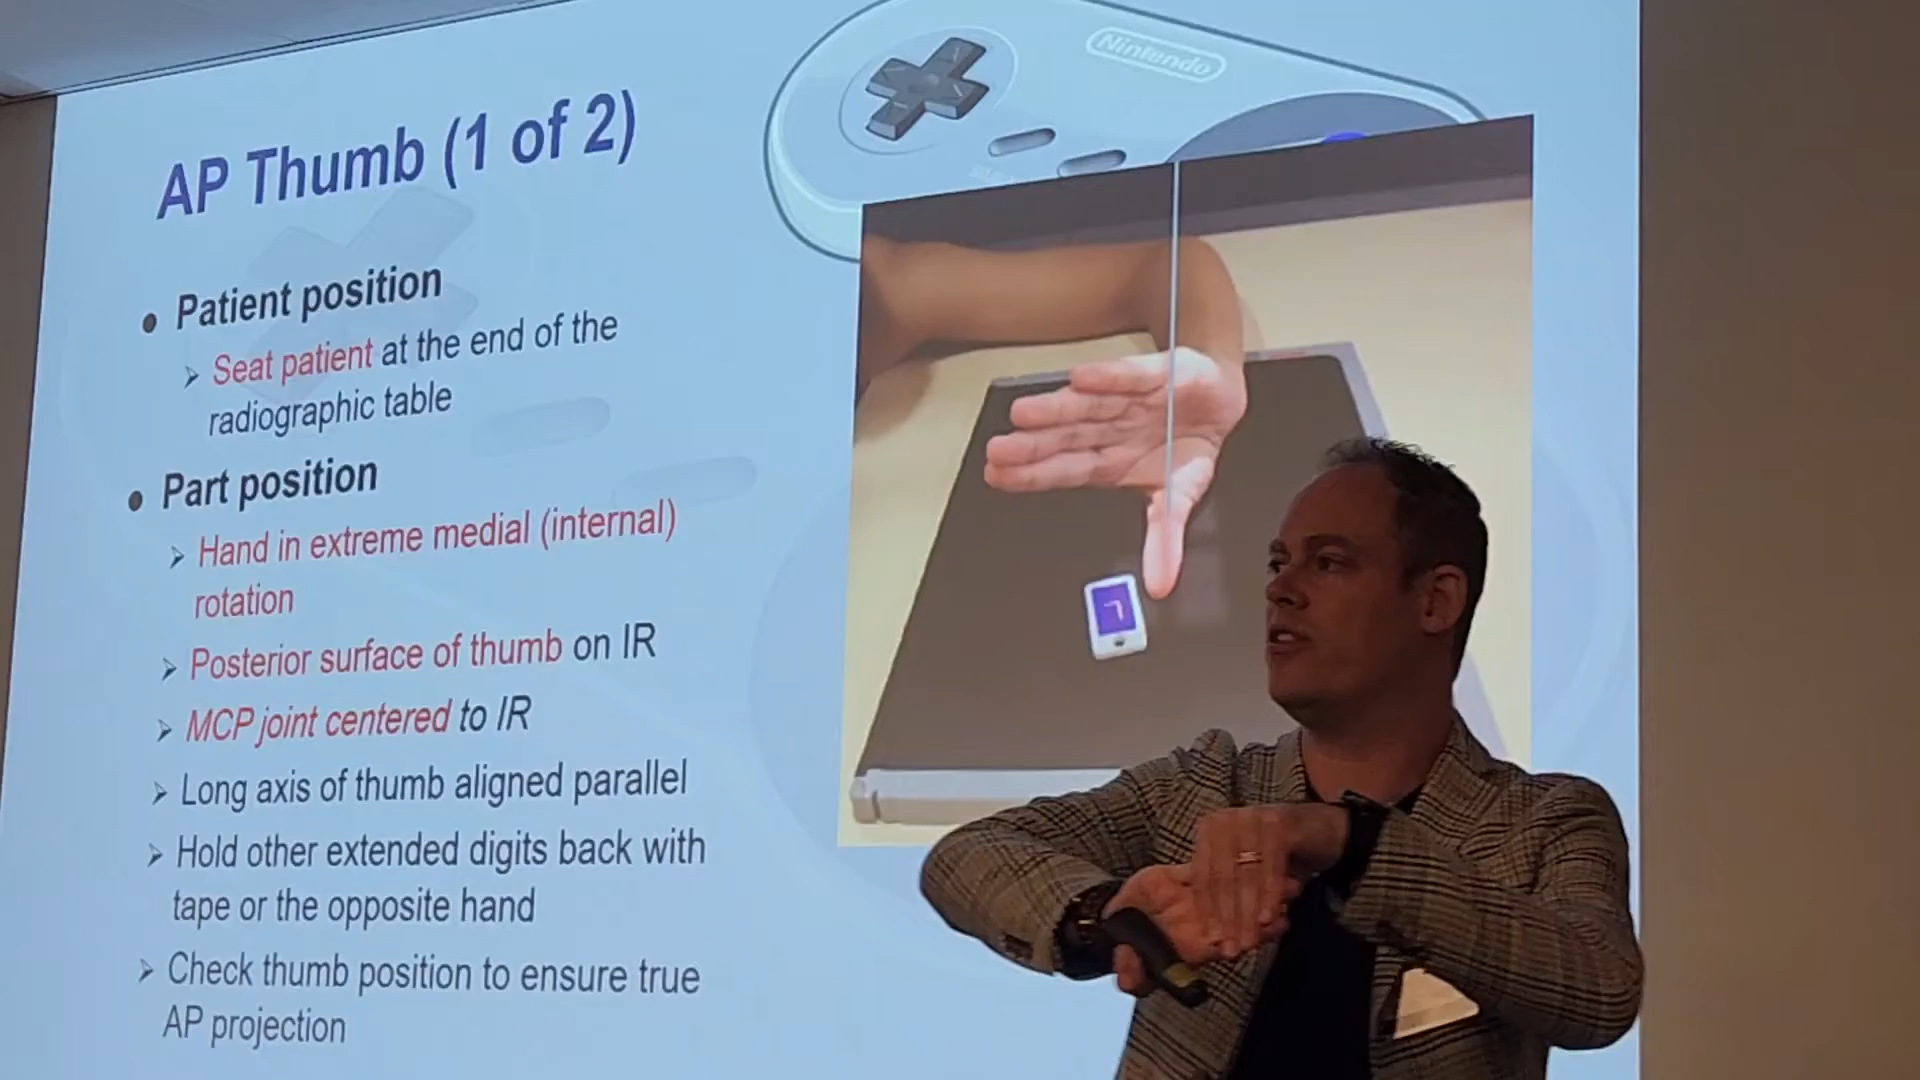 Nintendo
AP Thumb (1 of 2)
• Patient position
➢ Seat patient at the end of the
radiographic table
• Part position
➢ Hand in extreme medial (internal)
rotation
➢ Posterior surface of thumb on IR
➢ MCP joint centered to IR
➢ Long axis of thumb aligned parallel
➢ Hold other extended digits back with
tape or the opposite hand
➢ Check thumb position to ensure true
AP projection